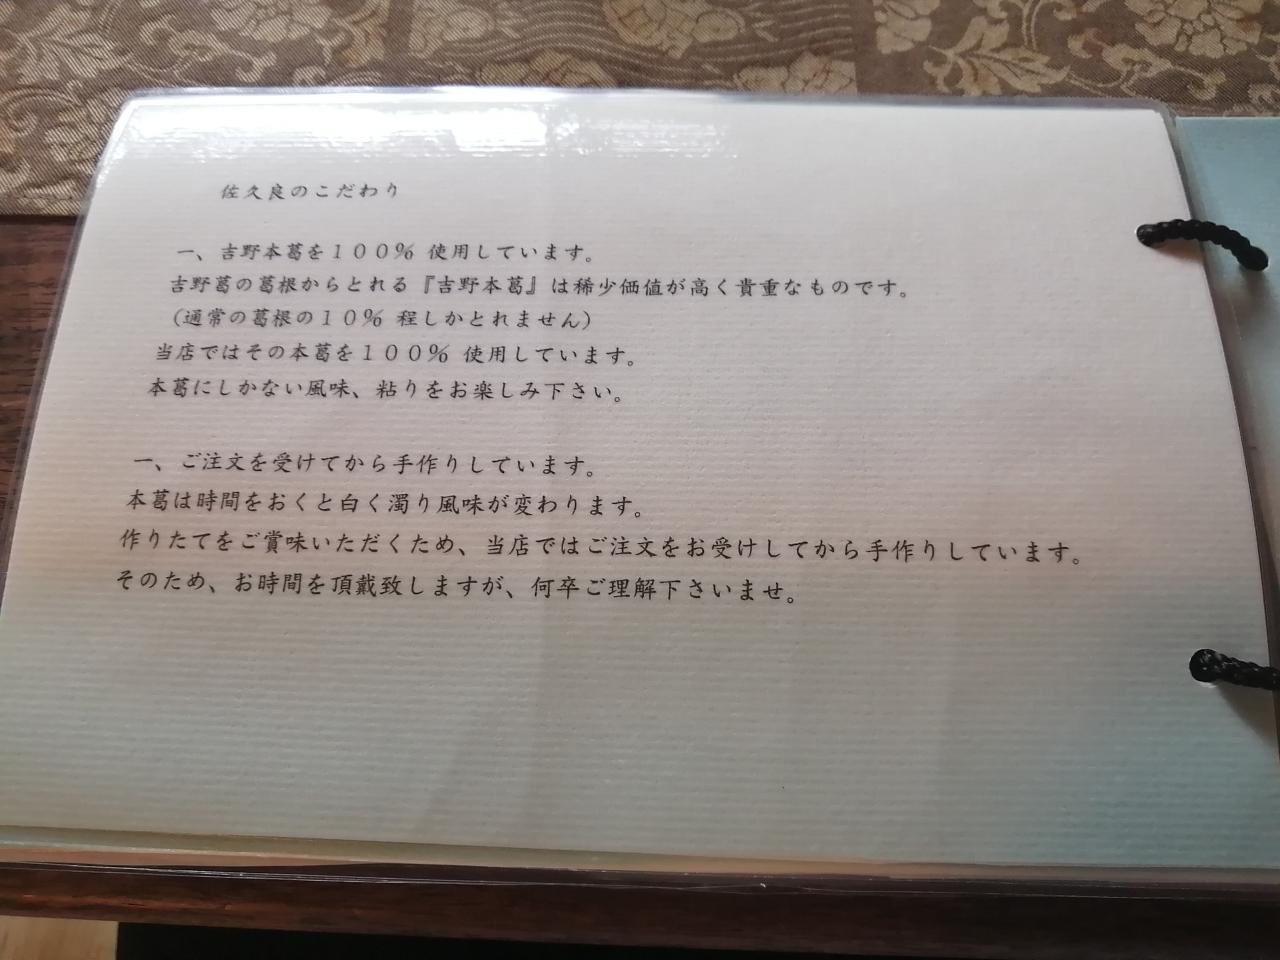 佐久良のこだわり
一、吉野本葛を１００％ 使用しています。
吉野葛の葛根からとれる『吉野本葛』は稀少価値が高く貴重なものです。
（通常の葛根の１０％ 程しかとれません）
当店ではその本葛を１００％ 使用しています。
本葛にしかない風味、粘りをお楽しみ下さい。
一、ご注文を受けてから手作りしています。
本葛は時間をおくと白く濁り風味が変わります。
作りたてをご賞味いただくため、当店ではご注文をお受けしてから手作りしています。
そのため、お時間を頂戴致しますが、何卒ご理解下さいませ。